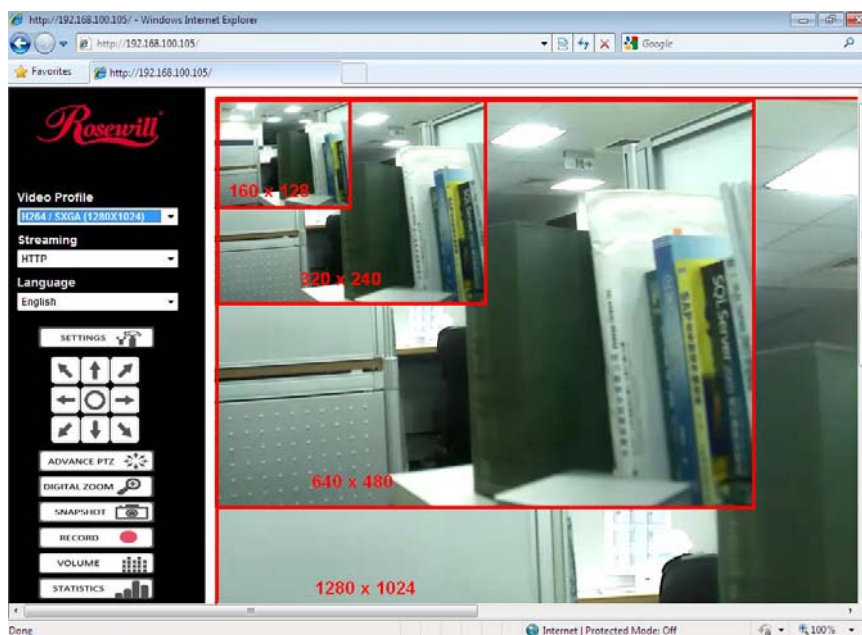 http://192.168.100.105/ - Windows Internet Explorer
http://192.168.100.105/
Google
Favorites
http://192.168.100.105/
Rosewill
Video Profile
H264 / SXGA (1280X1024)
Streaming
HTTP
Language
English
SETTINGS
ADVANCE PTZ
DIGITAL ZOOM
SNAPSHOT
RECORD
VOLUME
STATISTICS
160 x 128
320 x 240
640 x 480
1280 x 1024
SAP
SQL Server
Done
Internet | Protected Mode: Off
100%